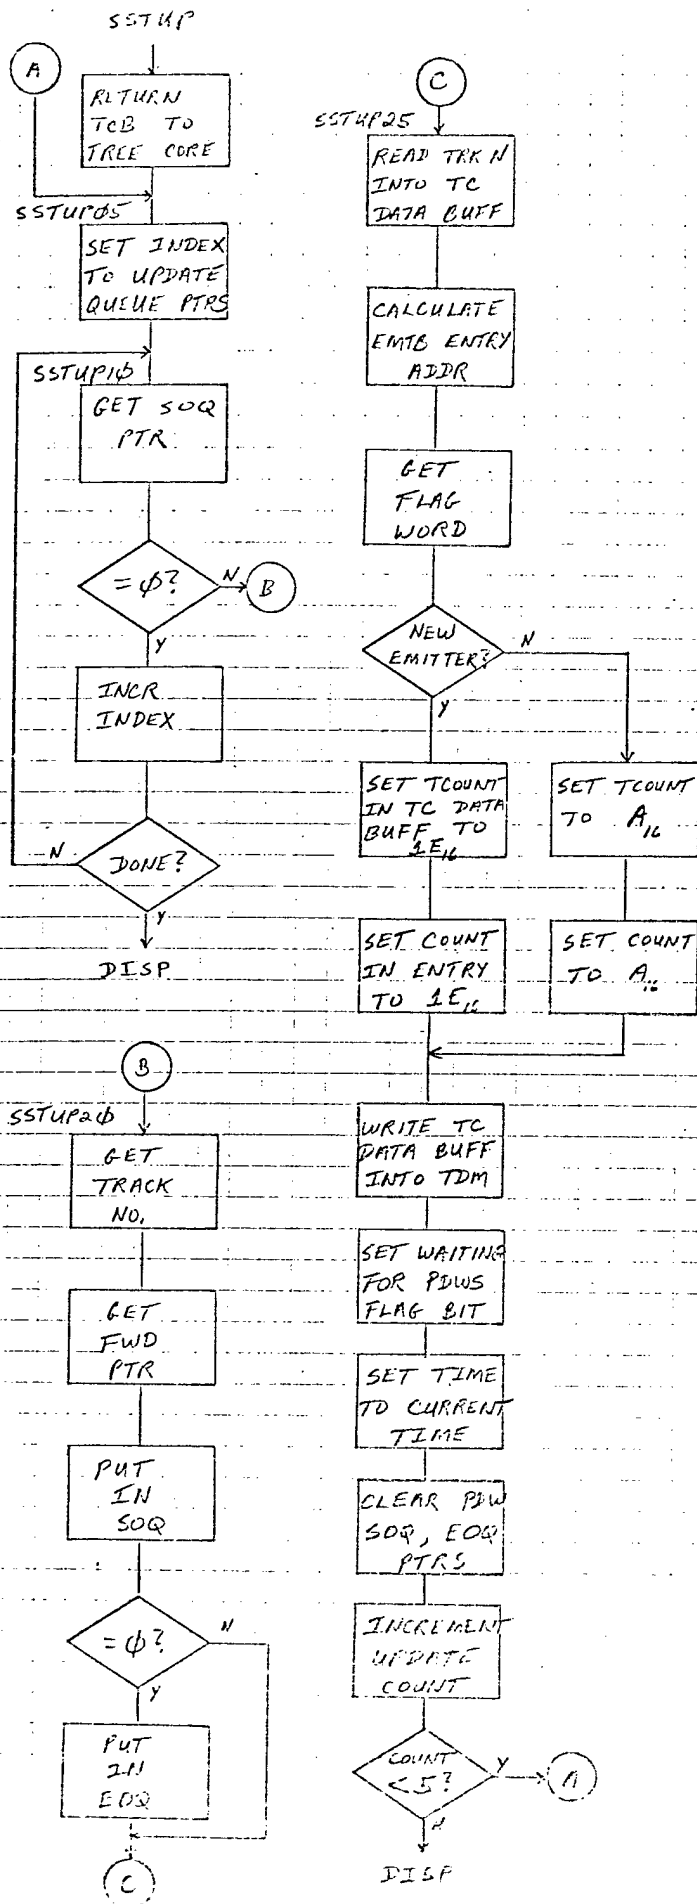 SSTUP
A
RETURN
TCB TO
FREE CORE
SSTUPØ5
SET INDEX
TO UPDATE
QUEUE PTRS
SSTUP1Ø
GET SOQ
PTR
= Ø?
N
B
Y
INCR
INDEX
N
DONE?
Y
DISP
B
SSTUP2Ø
GET
TRACK
NO.
GET
FWD
PTR
PUT
IN
SOQ
= Ø?
N
Y
PUT
IN
EOQ
C
C
SSTUP25
READ TRK N
INTO TC
DATA BUFF
CALCULATE
EMTB ENTRY
ADDR
GET
FLAG
WORD
NEW
EMITTER?
N
Y
SET TCOUNT
IN TC DATA
BUFF TO
1E₁₆
SET TCOUNT
TO A₁₆
SET COUNT
IN ENTRY
TO 1E₁₆
SET COUNT
TO A₁₆
WRITE TC
DATA BUFF
INTO TDM
SET WAITING
FOR PDWS
FLAG BIT
SET TIME
TO CURRENT
TIME
CLEAR PDW
SOQ, EOQ
PTRS
INCREMENT
UPDATE
COUNT
COUNT
< 5?
Y
A
N
DISP